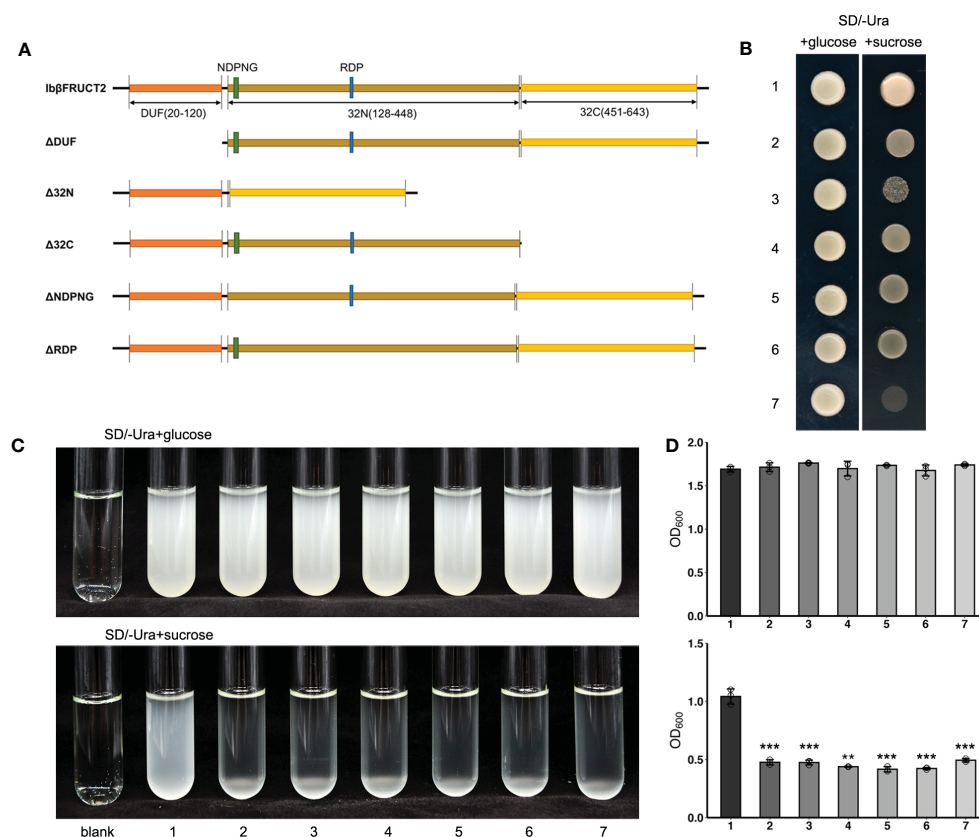 A
NDPNG RDP
IbβFRUCT2
DUF(20-120) 32N(128-448) 32C(451-643)
ΔDUF
Δ32N
Δ32C
ΔNDPNG
ΔRDP
B
SD/-Ura
+glucose +sucrose
1
2
3
4
5
6
7
C
SD/-Ura+glucose
SD/-Ura+sucrose
blank 1 2 3 4 5 6 7
D
2.0
1.5
1.0
0.5
0.0
OD600
1 2 3 4 5 6 7
1.5
1.0
0.5
0.0
OD600
*** *** ** *** *** ***
1 2 3 4 5 6 7